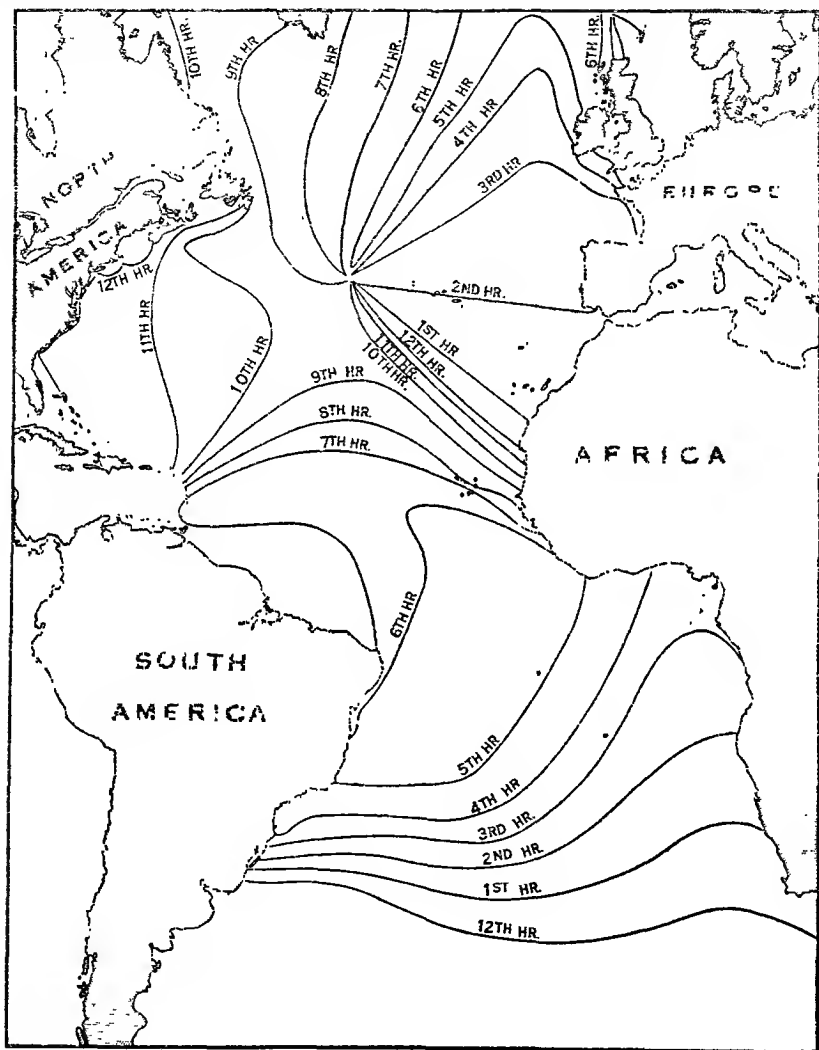 10TH HR.
9TH HR
8TH HR
7TH HR.
6TH HR
5TH HR
4TH HR.
3RD HR
6TH HR
NORTH
AMERICA
EUROPE
12TH HR.
11TH HR
10TH HR
2ND HR.
1ST HR.
12TH HR.
11TH HR.
10TH HR.
9TH HR
8TH HR.
7TH HR.
AFRICA
6TH HR
SOUTH
AMERICA
5TH HR
4TH HR
3RD HR.
2ND HR.
1ST HR.
12TH HR.